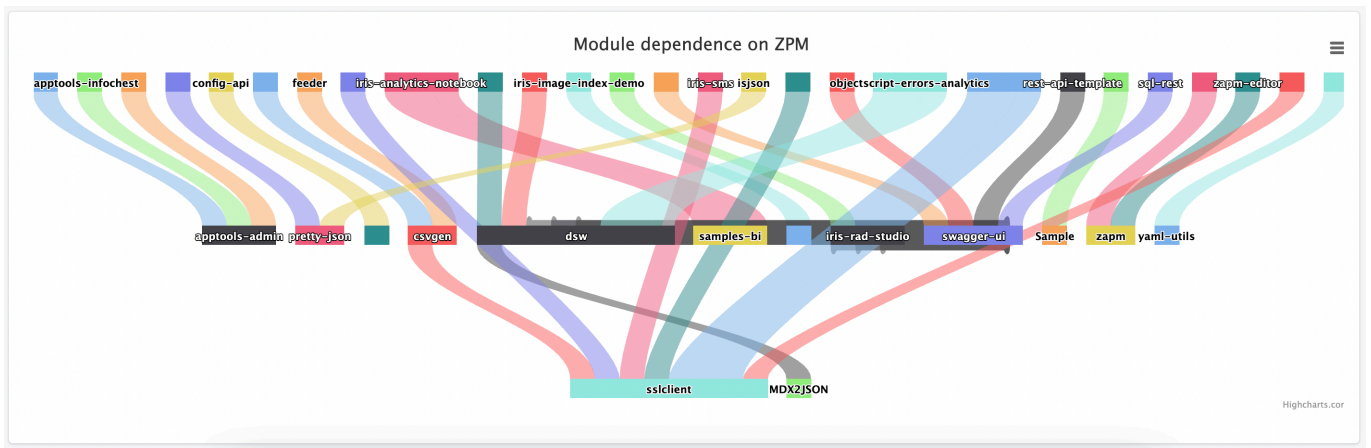 Module dependence on ZPM
apptools-infochest config-api feeder iris-analytics-notebook iris-image-index-demo iris-sms isjson objectscript-errors-analytics rest-api-template sql-rest zapm-editor
apptools-admin pretty-json csvgen dsw samples-bi iris-rad-studio swagger-ui Sample zapm yaml-utils
sslclient MDX2JSON
Highcharts.cor